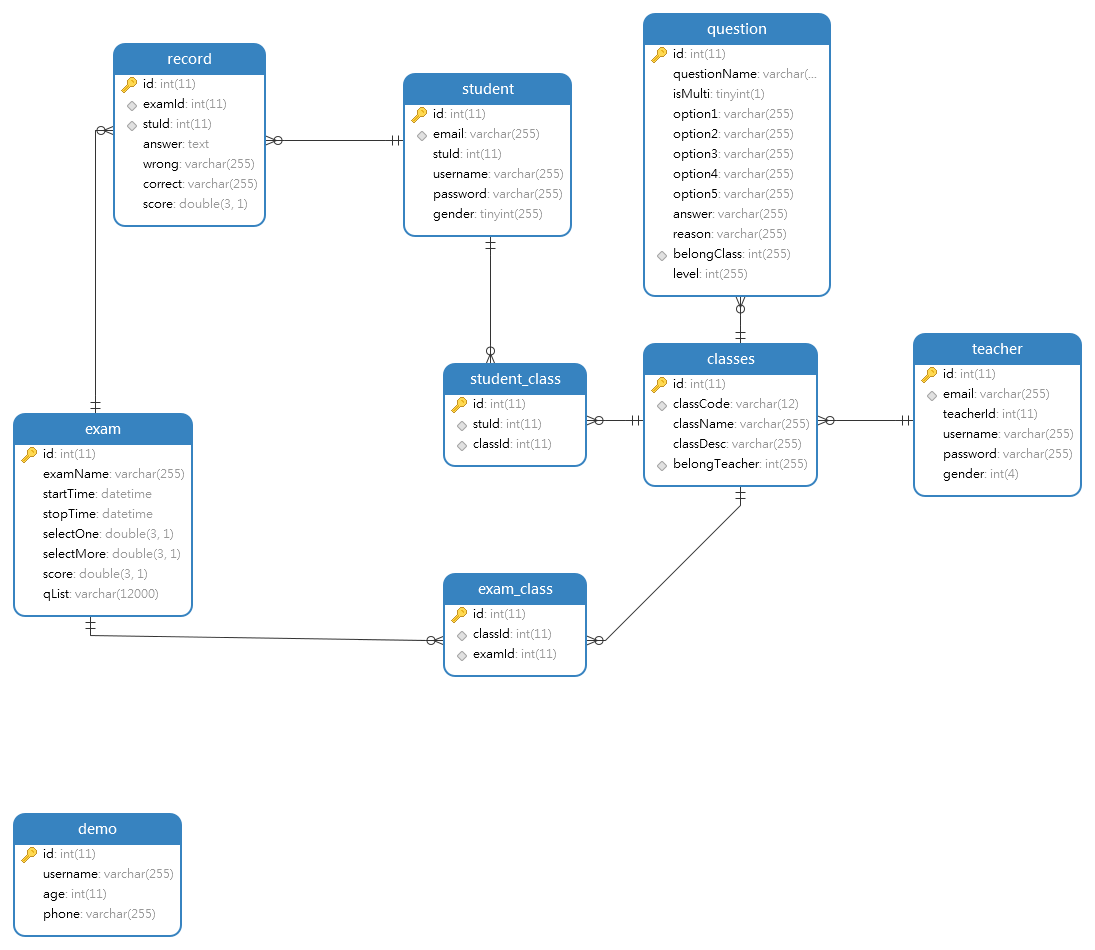 record
id: int(11)
examId: int(11)
stuId: int(11)
answer: text
wrong: varchar(255)
correct: varchar(255)
score: double(3, 1)
student
id: int(11)
email: varchar(255)
stuId: int(11)
username: varchar(255)
password: varchar(255)
gender: tinyint(255)
question
id: int(11)
questionName: varchar(...
isMulti: tinyint(1)
option1: varchar(255)
option2: varchar(255)
option3: varchar(255)
option4: varchar(255)
option5: varchar(255)
answer: varchar(255)
reason: varchar(255)
belongClass: int(255)
level: int(255)
student_class
id: int(11)
stuId: int(11)
classId: int(11)
classes
id: int(11)
classCode: varchar(12)
className: varchar(255)
classDesc: varchar(255)
belongTeacher: int(255)
teacher
id: int(11)
email: varchar(255)
teacherId: int(11)
username: varchar(255)
password: varchar(255)
gender: int(4)
exam
id: int(11)
examName: varchar(255)
startTime: datetime
stopTime: datetime
selectOne: double(3, 1)
selectMore: double(3, 1)
score: double(3, 1)
qList: varchar(12000)
exam_class
id: int(11)
classId: int(11)
examId: int(11)
demo
id: int(11)
username: varchar(255)
age: int(11)
phone: varchar(255)